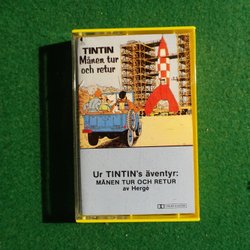 TINTIN
Månen tur
och retur
Ur TINTIN's äventyr:
MÅNEN TUR OCH RETUR
av Hergé